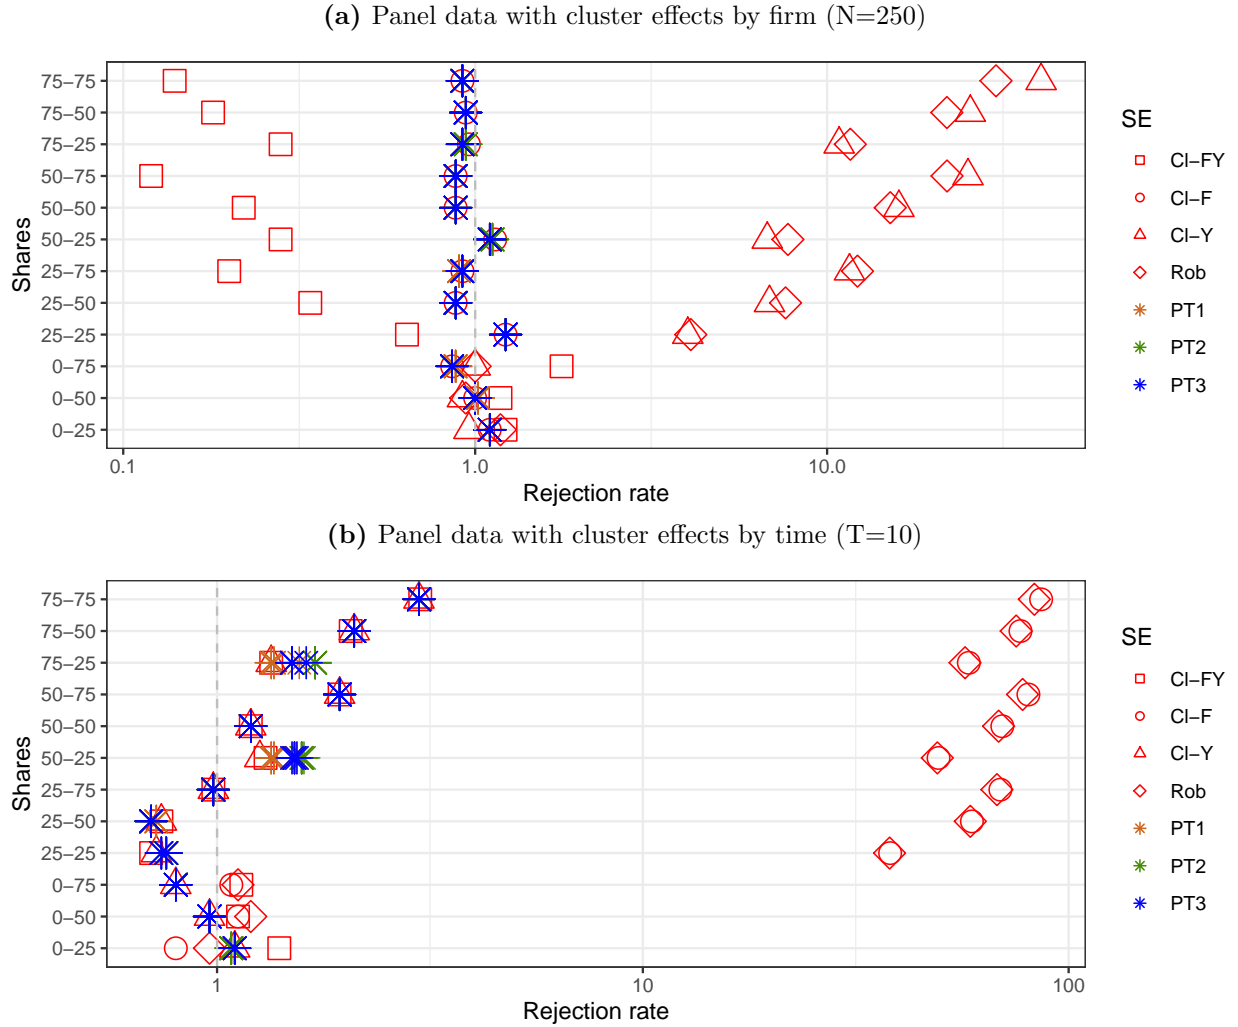 (a) Panel data with cluster effects by firm (N=250)
75−75
75−50
75−25
50−75
50−50
50−25
25−75
25−50
25−25
0−75
0−50
0−25
Shares
0.1
1.0
10.0
Rejection rate
SE
Cl−FY
Cl−F
Cl−Y
Rob
PT1
PT2
PT3
(b) Panel data with cluster effects by time (T=10)
75−75
75−50
75−25
50−75
50−50
50−25
25−75
25−50
25−25
0−75
0−50
0−25
Shares
1
10
100
Rejection rate
SE
Cl−FY
Cl−F
Cl−Y
Rob
PT1
PT2
PT3